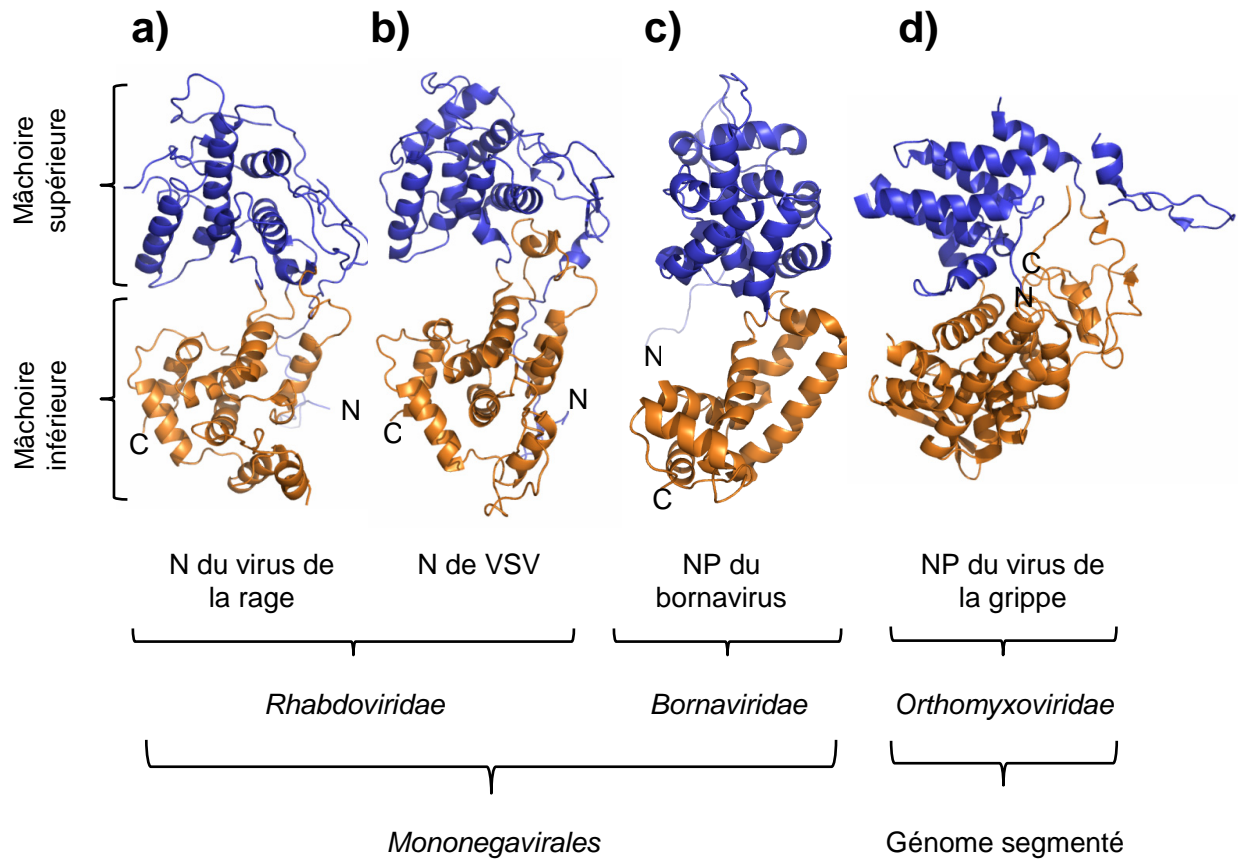 a)
b)
c)
d)
Mâchoire
supérieure
Mâchoire
inférieure
N
C
N
C
N
C
C
N
N du virus de
la rage
N de VSV
NP du
bornavirus
NP du virus de
la grippe
Rhabdoviridae
Bornaviridae
Orthomyxoviridae
Mononegavirales
Génome segmenté